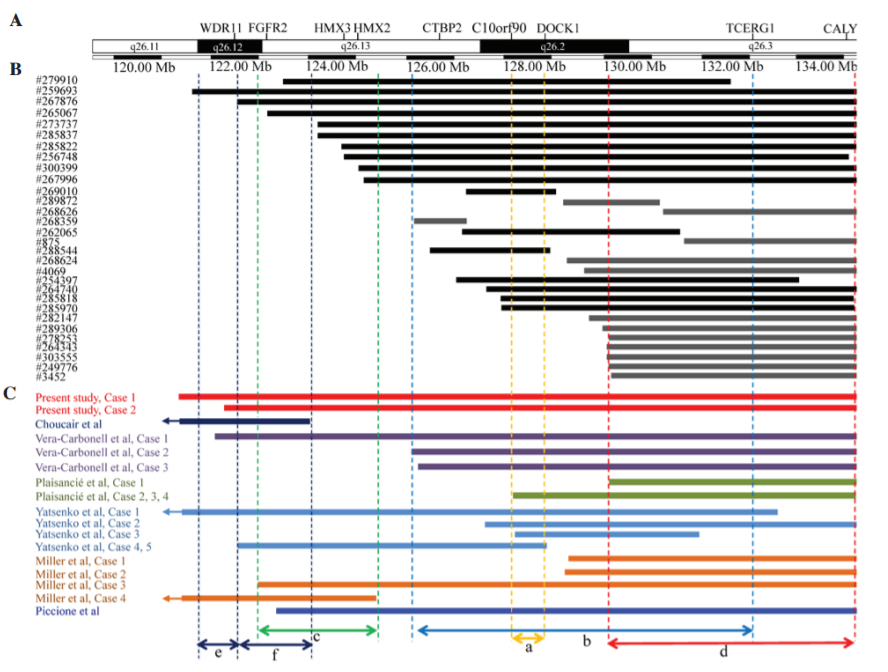 A
WDR11 FGFR2 HMX3 HMX2 CTBP2 C10orf90 DOCK1 TCERG1 CALY
q26.11 q26.12 q26.13 q26.2 q26.3
B
120.00 Mb 122.00 Mb 124.00 Mb 126.00 Mb 128.00 Mb 130.00 Mb 132.00 Mb 134.00 Mb
#279910
#259693
#267876
#265067
#273737
#285837
#285822
#256748
#300399
#267996
#269010
#289872
#268626
#268359
#262065
#875
#288544
#268624
#4069
#254397
#264740
#285818
#285970
#282147
#289306
#278253
#264343
#303555
#249776
#3452
C
Present study, Case 1
Present study, Case 2
Choucair et al
Vera-Carbonell et al, Case 1
Vera-Carbonell et al, Case 2
Vera-Carbonell et al, Case 3
Plaisancié et al, Case 1
Plaisancié et al, Case 2, 3, 4
Yatsenko et al, Case 1
Yatsenko et al, Case 2
Yatsenko et al, Case 3
Yatsenko et al, Case 4, 5
Miller et al, Case 1
Miller et al, Case 2
Miller et al, Case 3
Miller et al, Case 4
Piccione et al
c
b
a
e
f
d